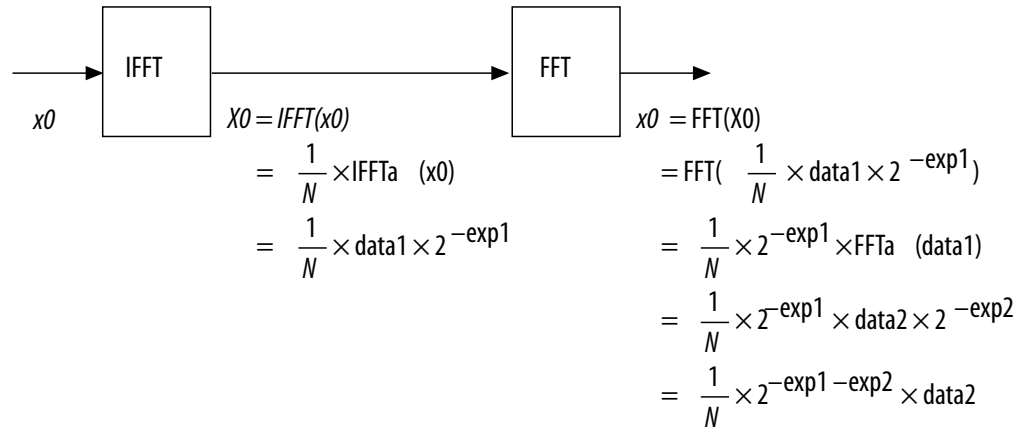 IFFT
FFT
x0
X0 = IFFT(x0)
= 1/N × IFFTa (x0)
= 1/N × data1 × 2^−exp1
x0 = FFT(X0)
= FFT( 1/N × data1 × 2^−exp1)
= 1/N × 2^−exp1 × FFTa (data1)
= 1/N × 2^−exp1 × data2 × 2^−exp2
= 1/N × 2^−exp1 −exp2 × data2